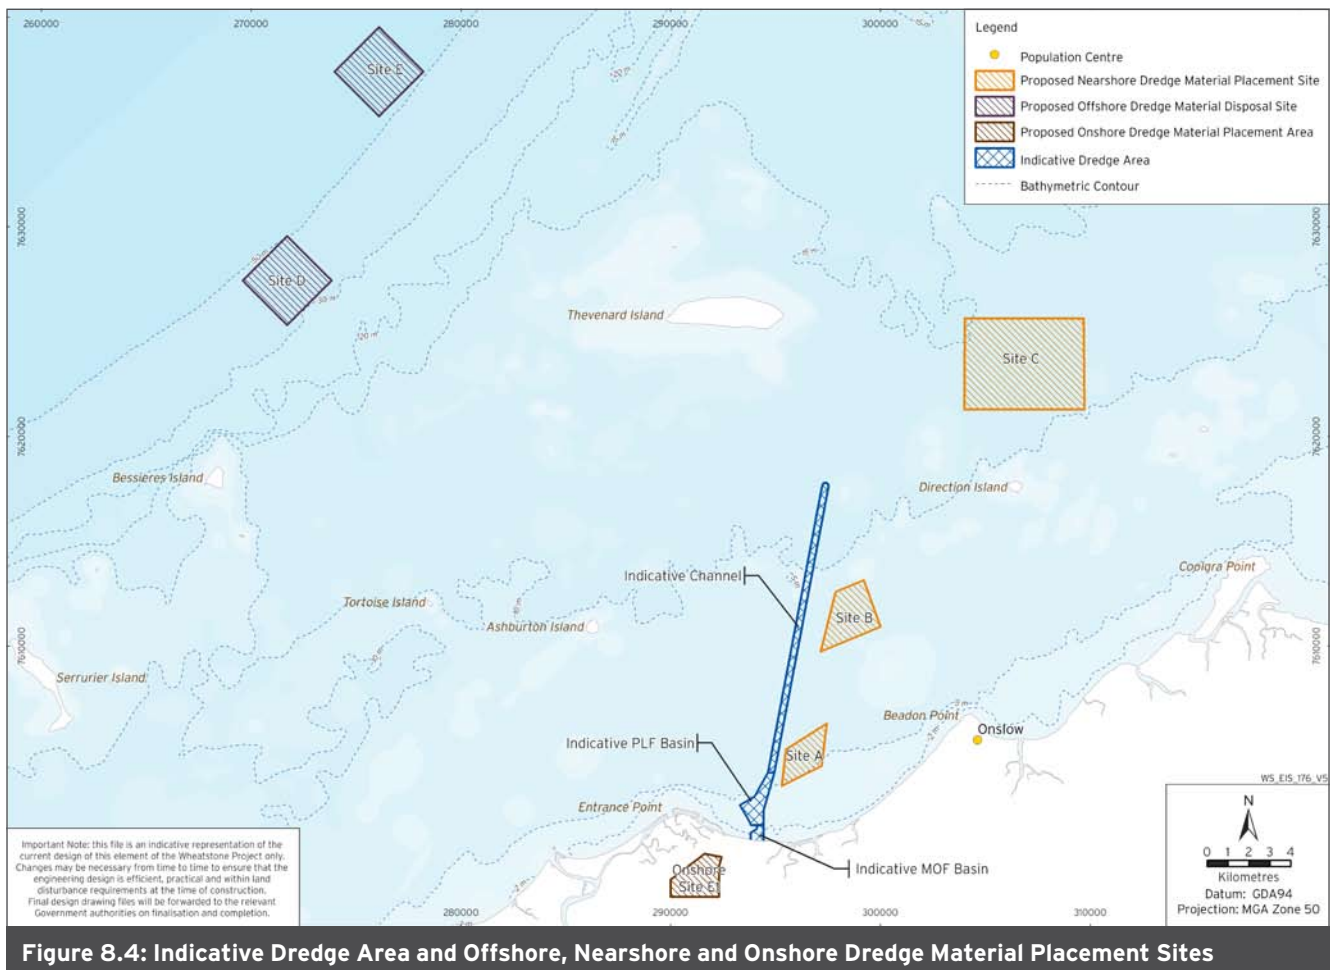 260000
270000
280000
290000
300000
Legend
Population Centre
Proposed Nearshore Dredge Material Placement Site
Proposed Offshore Dredge Material Disposal Site
Proposed Onshore Dredge Material Placement Area
Indicative Dredge Area
Bathymetric Contour
Site E
7630000
7630000
Site D
Thevenard Island
Site C
7620000
7620000
Bessieres Island
Direction Island
Indicative Channel
Tortoise Island
Ashburton Island
Site B
Coolgra Point
7610000
7610000
Serrurier Island
Beadon Point
Onslow
Indicative PLF Basin
Site A
Entrance Point
WS_EIS_176_V5
Indicative MOF Basin
Onshore
Site E1
Important Note: this file is an indicative representation of the
current design of this element of the Wheatstone Project only.
Changes may be necessary from time to time to ensure that the
engineering design is efficient, practical and within land
disturbance requirements at the time of construction.
Final design drawing files will be forwarded to the relevant
Government authorities on finalisation and completion.
N
0 1 2 3 4
Kilometres
Datum: GDA94
Projection: MGA Zone 50
280000
290000
300000
310000
Figure 8.4: Indicative Dredge Area and Offshore, Nearshore and Onshore Dredge Material Placement Sites